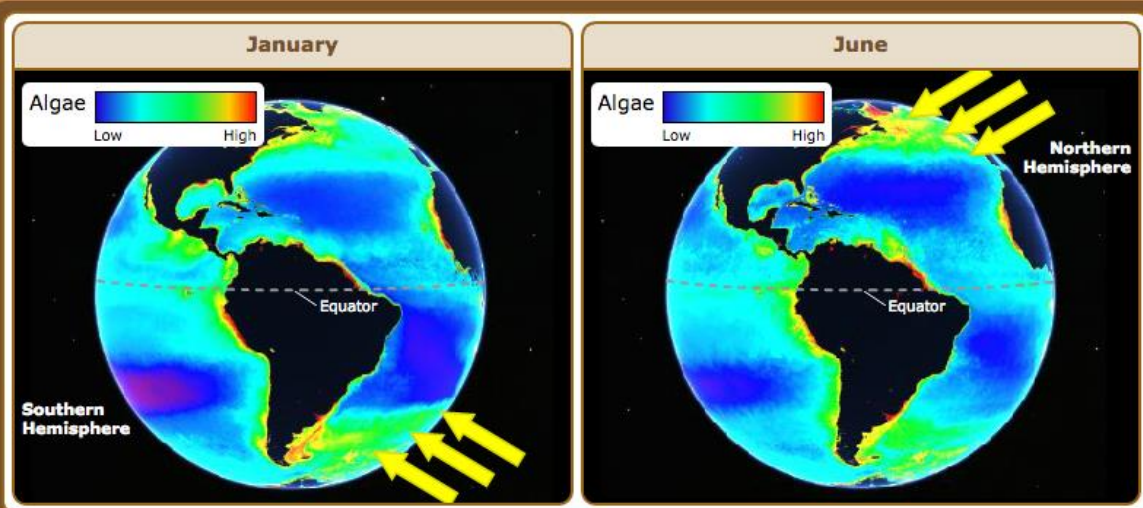 January
Algae
Low
High
Equator
Southern
Hemisphere
June
Algae
Low
High
Northern
Hemisphere
Equator